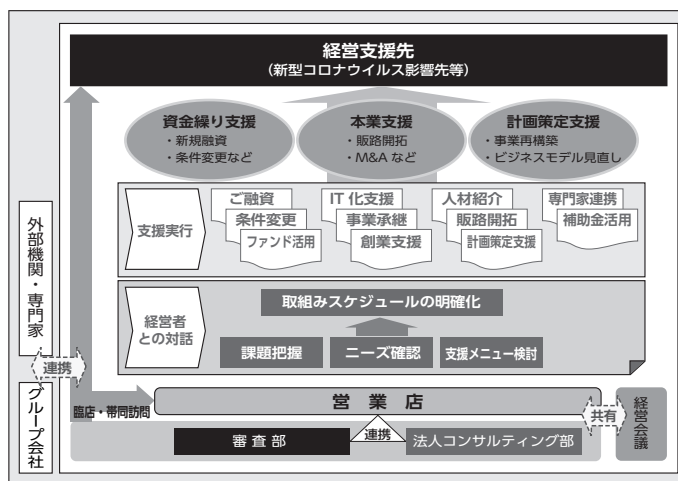 経営支援先
(新型コロナウイルス影響先等)
資金繰り支援
・新規融資
・条件変更など
本業支援
・販路開拓
・M&A など
計画策定支援
・事業再構築
・ビジネスモデル見直し
支援実行
ご融資
条件変更
ファンド活用
IT 化支援
事業承継
創業支援
人材紹介
販路開拓
計画策定支援
専門家連携
補助金活用
経営者
との対話
取組みスケジュールの明確化
課題把握
ニーズ確認
支援メニュー検討
外部機関・専門家
連携
グループ会社
臨店・帯同訪問
営業店
審査部
連携
法人コンサルティング部
共有
経営会議